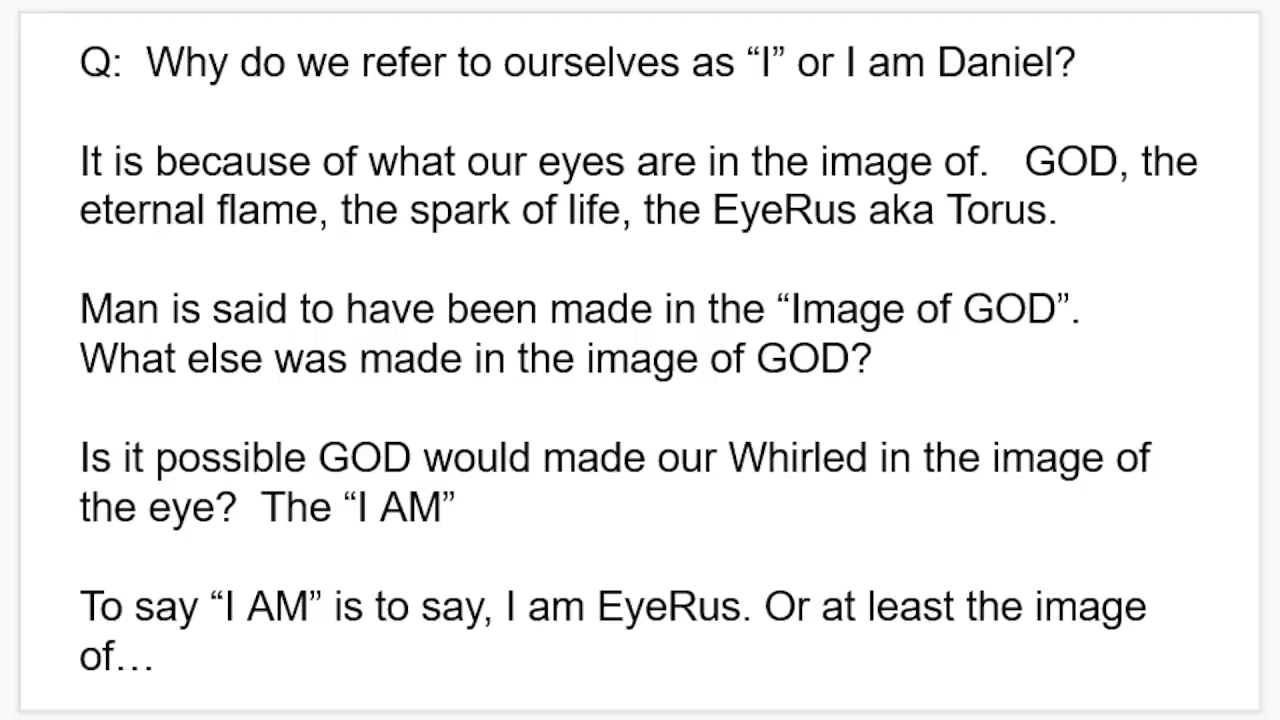 Q:  Why do we refer to ourselves as “I” or I am Daniel?
It is because of what our eyes are in the image of.   GOD, the
eternal flame, the spark of life, the EyeRus aka Torus.
Man is said to have been made in the “Image of GOD”.
What else was made in the image of GOD?
Is it possible GOD would made our Whirled in the image of
the eye?  The “I AM”
To say “I AM” is to say, I am EyeRus. Or at least the image
of…